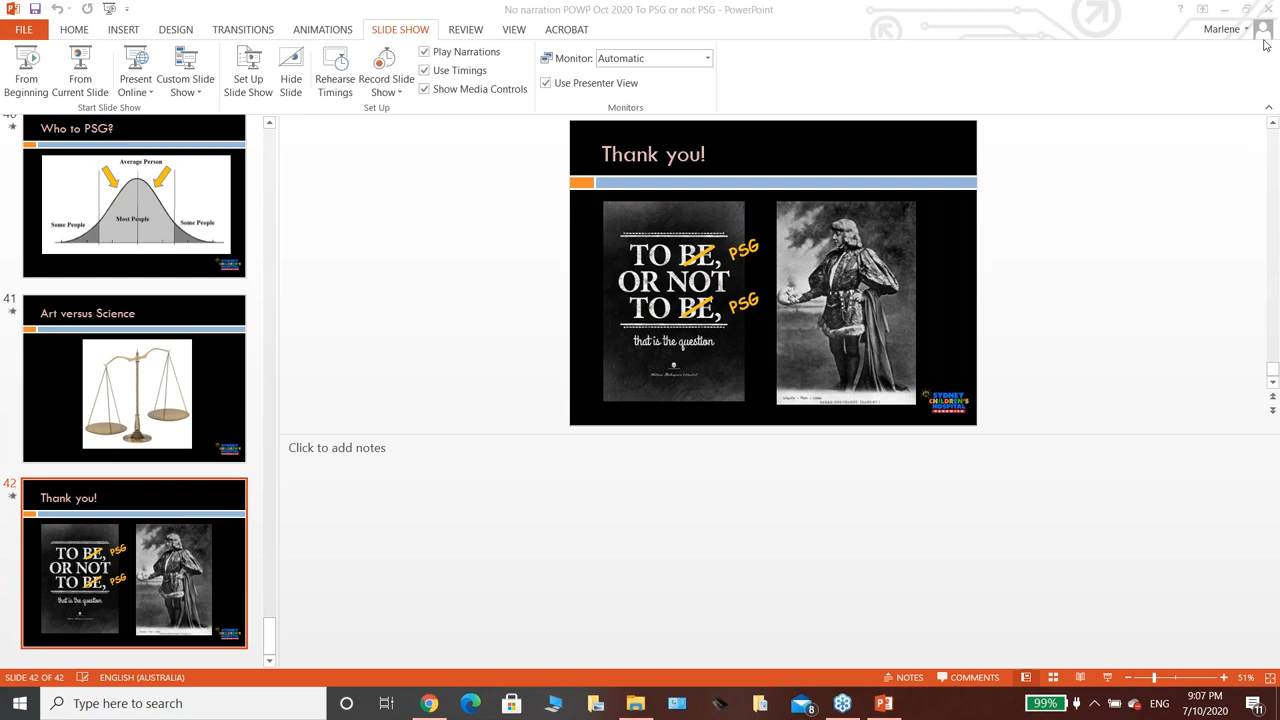 No narration POWP Oct 2020 To PSG or not PSG - PowerPoint
FILE HOME INSERT DESIGN TRANSITIONS ANIMATIONS SLIDE SHOW REVIEW VIEW ACROBAT
Marlene
From Beginning
From Current Slide
Present Online
Custom Slide Show
Start Slide Show
Set Up Slide Show
Hide Slide
Rehearse Timings
Record Slide Show
Play Narrations
Use Timings
Show Media Controls
Set Up
Monitor: Automatic
Use Presenter View
Monitors
40
Who to PSG?
Average Person
Some People
Most People
Some People
41
Art versus Science
42
Thank you!
TO BE, PSG
OR NOT
TO BE, PSG
that is the question
Thank you!
TO BE, PSG
OR NOT
TO BE, PSG
that is the question
SYDNEY
CHILDREN'S
HOSPITAL
RANDWICK
Click to add notes
SLIDE 42 OF 42
ENGLISH (AUSTRALIA)
NOTES
COMMENTS
51%
Type here to search
8
99%
ENG
9:07 PM
7/10/2020
11